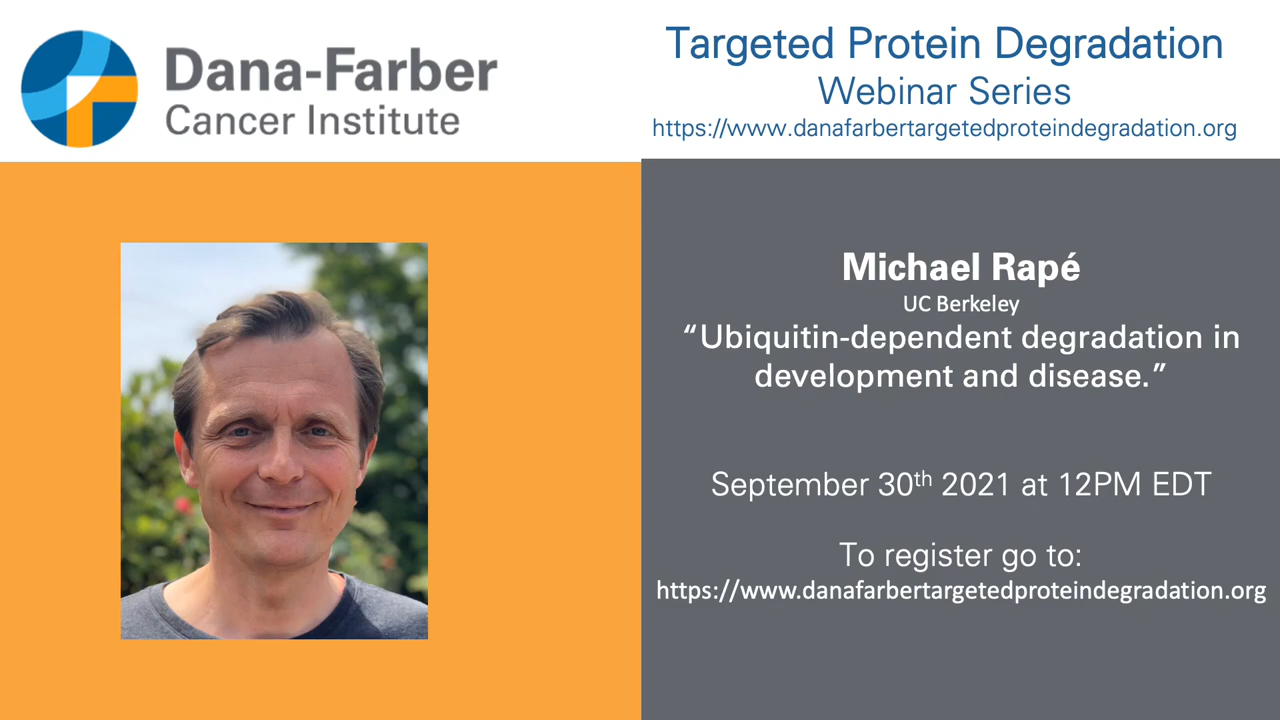 Dana-Farber
Cancer Institute
Targeted Protein Degradation
Webinar Series
https://www.danafarbertargetedproteindegradation.org
Michael Rapé
UC Berkeley
“Ubiquitin-dependent degradation in
development and disease.”
September 30th 2021 at 12PM EDT
To register go to:
https://www.danafarbertargetedproteindegradation.org